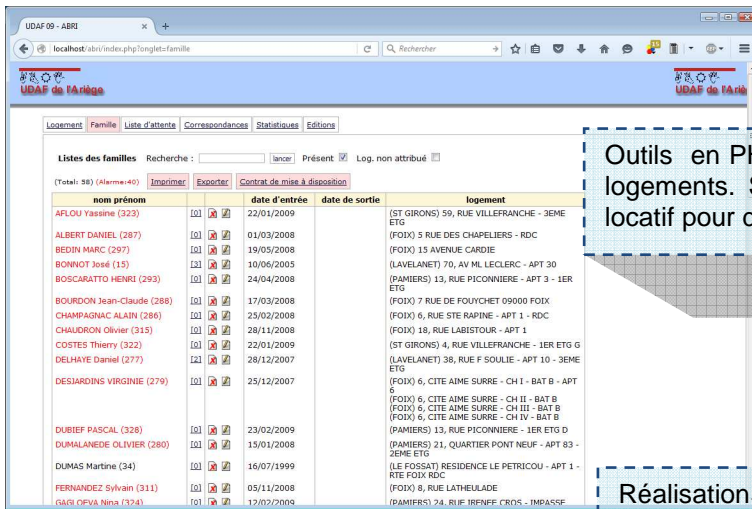 UDAF 09 - ABRI
localhost/abri/index.php?onglet=famille
Rechercher
UDAF de l'Ariège
UDAF de l'Ariè
Logement Famille Liste d'attente Correspondances Statistiques Editions
Listes des familles Recherche : lancer Présent Log. non attribué
(Total: 58) (Alarme:40) Imprimer Exporter Contrat de mise à disposition
nom prénom date d'entrée date de sortie logement
AFLOU Yassine (323) [0] 22/01/2009 (ST GIRONS) 59, RUE VILLEFRANCHE - 3EME
ETG
ALBERT DANIEL (287) [0] 01/03/2008 (FOIX) 5 RUE DES CHAPELIERS - RDC
BEDIN MARC (297) [0] 19/05/2008 (FOIX) 15 AVENUE CARDIE
BONNOT José (15) [3] 10/06/2005 (LAVELANET) 70, AV ML LECLERC - APT 30
BOSCARATTO HENRI (293) [0] 24/04/2008 (PAMIERS) 13, RUE PICONNIERE - APT 3 - 1ER
ETG
BOURDON Jean-Claude (288) [0] 17/03/2008 (FOIX) 7 RUE DE FOUYCHET 09000 FOIX
CHAMPAGNAC ALAIN (286) [0] 25/02/2008 (FOIX) 6, RUE STE RAPINE - APT 1 - RDC
CHAUDRON Olivier (315) [0] 28/11/2008 (FOIX) 18, RUE LABISTOUR - APT 1
COSTES Thierry (322) [0] 22/01/2009 (ST GIRONS) 4, RUE VILLEFRANCHE - 1ER ETG G
DELHAYE Daniel (277) [2] 28/12/2007 (LAVELANET) 38, RUE F SOULIE - APT 10 - 3EME
ETG
DESJARDINS VIRGINIE (279) [0] 25/12/2007 (FOIX) 6, CITE AIME SURRE - CH I - BAT B - APT
6
(FOIX) 6, CITE AIME SURRE - CH II - BAT B
(FOIX) 6, CITE AIME SURRE - CH III - BAT B
(FOIX) 6, CITE AIME SURRE - CH IV - BAT B
DUBIEF PASCAL (328) [0] 23/02/2009 (PAMIERS) 13, RUE PICONNIERE - 1ER ETG D
DUMALANEDE OLIVIER (280) [0] 15/01/2008 (PAMIERS) 21, QUARTIER PONT NEUF - APT 83 -
2EME ETG
DUMAS Martine (34) [0] 16/07/1999 (LE FOSSAT) RESIDENCE LE PETRICOU - APT 1 -
RTE FOIX RDC
FERNANDEZ Sylvain (311) [0] 05/11/2008 (FOIX) 8, RUE LATHEULADE
GAGLOEVA Nina (324) [0] 12/02/2009 (PAMIERS) 24, RUE IRENEE CROS - IMPASSE
Outils en PH
logements. S
locatif pour d
Réalisation